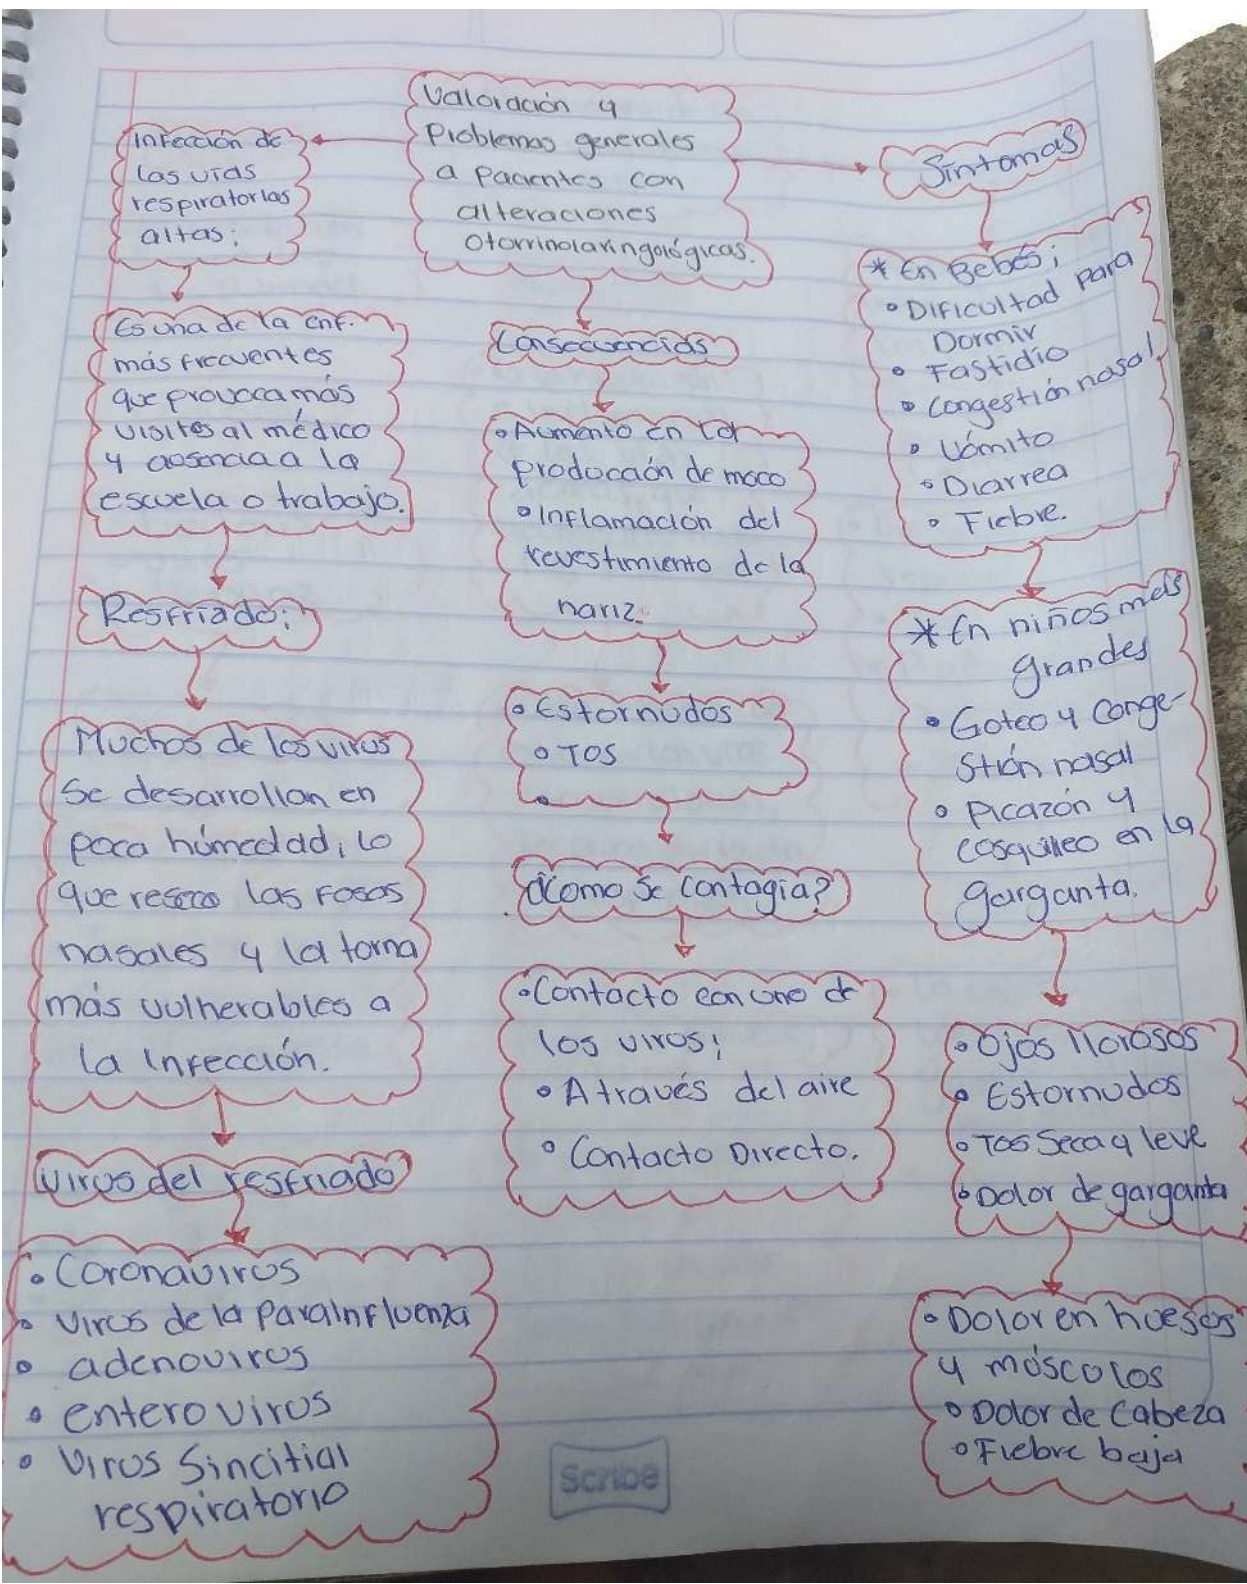 Valoración y
Problemas generales
a pacientes con
alteraciones
otorrinolaringológicas.
Infección de
las vías
respiratorias
altas:
Es una de la enf.
más frecuentes
que provoca más
visitas al médico
y ausencia a la
escuela o trabajo.
Resfriado:
Muchos de los virus
se desarrollan en
poca húmedad, lo
que reseca las fosas
nasales y la torna
más vulnerables a
la infección.
Virus del resfriado
• Coronavirus
• Virus de la Parainfluenza
• adenovirus
• enterovirus
• Virus Sincitial
respiratorio
Consecuencias
• Aumento en la
producción de moco
• Inflamación del
revestimiento de la
nariz.
• Estornudos
• Tos
•
¿Como se contagia?
• Contacto con uno de
los virus;
• A través del aire
• Contacto Directo.
Síntomas
* En Bebés;
• Dificultad para
Dormir
• Fastidio
• Congestión nasal
• Vómito
• Diarrea
• Fiebre.
* En niños más
grandes
• Goteo y conge-
stión nasal
• Picazón y
cosquilleo en la
garganta.
• Ojos llorosos
• Estornudos
• Tos Seca y leve
• Dolor de garganta
• Dolor en huesos
y múscolos
• Dolor de Cabeza
• Fiebre baja
Scribe